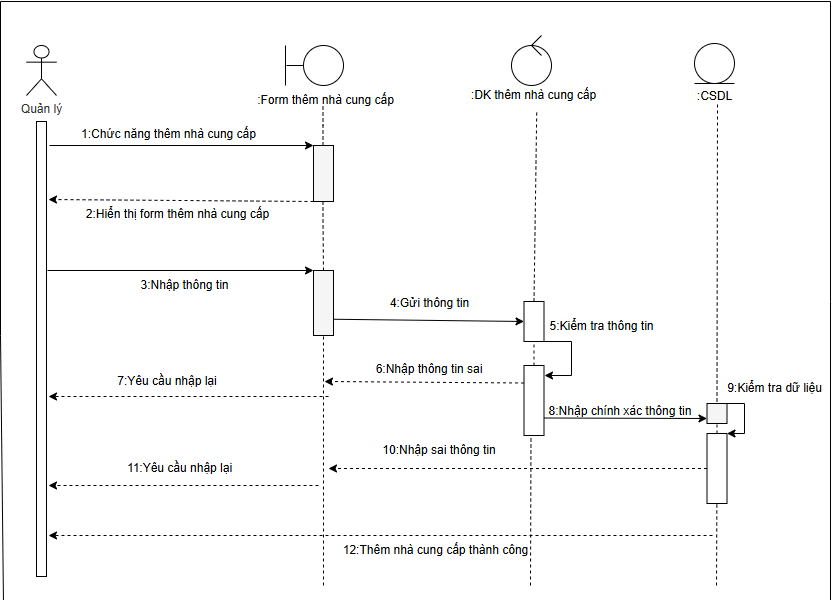 Quản lý
:Form thêm nhà cung cấp
:DK thêm nhà cung cấp
:CSDL
1:Chức năng thêm nhà cung cấp
2:Hiển thị form thêm nhà cung cấp
3:Nhập thông tin
4:Gửi thông tin
5:Kiểm tra thông tin
6:Nhập thông tin sai
7:Yêu cầu nhập lại
8:Nhập chính xác thông tin
9:Kiểm tra dữ liệu
10:Nhập sai thông tin
11:Yêu cầu nhập lại
12:Thêm nhà cung cấp thành công